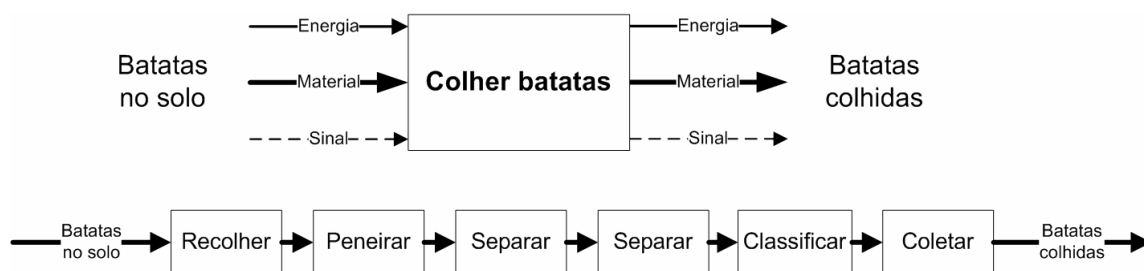 Energia
Energia
Batatas
no solo
Material
Colher batatas
Material
Batatas
colhidas
Sinal
Sinal
Batatas
no solo
Recolher
Peneirar
Separar
Separar
Classificar
Coletar
Batatas
colhidas